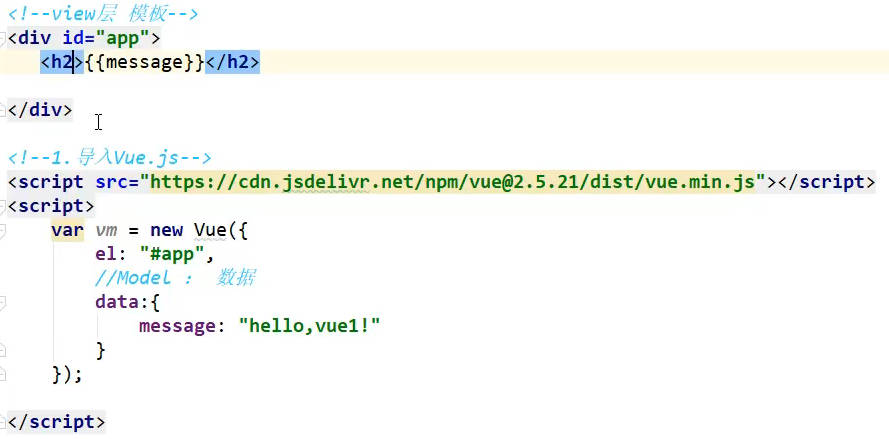 <!--view层 模板-->
<div id="app">
<h2>{{message}}</h2>
</div>
<!--1.导入Vue.js-->
<script src="https://cdn.jsdelivr.net/npm/vue@2.5.21/dist/vue.min.js"></script>
<script>
var vm = new Vue({
el: "#app",
//Model : 数据
data:{
message: "hello,vue1!"
}
});
</script>